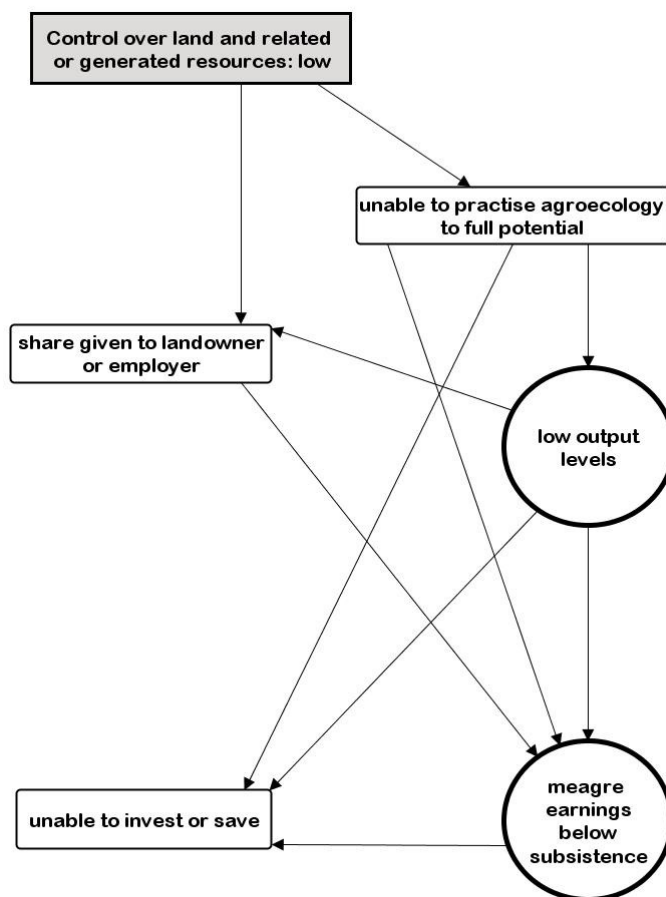 Control over land and related
or generated resources: low
unable to practise agroecology
to full potential
share given to landowner
or employer
low output
levels
meagre
earnings
below
subsistence
unable to invest or save